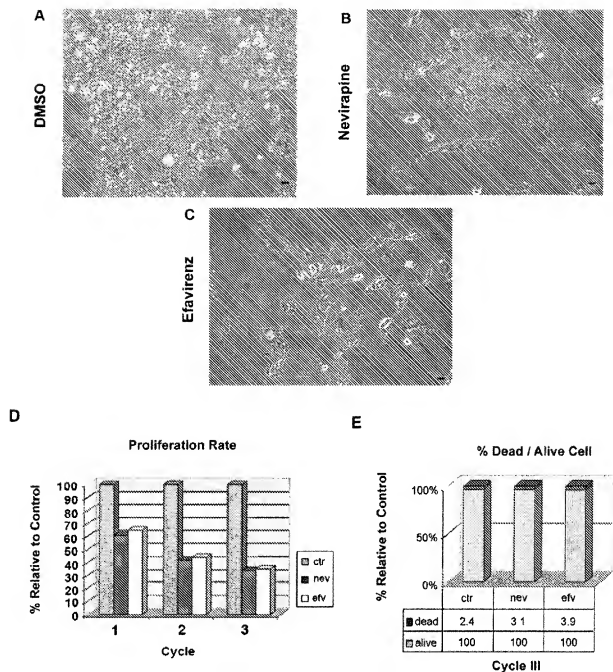 A
B
DMSO
Nevirapine
C
Efavirenz
D
E
Proliferation Rate
% Dead / Alive Cell
% Relative to Control
100
90
80
70
60
50
40
30
20
10
0
1 2 3
Cycle
ctr
nev
efv
% Relative to Control
100%
50%
0%
ctr nev efv
dead 2.4 3.1 3.9
alive 100 100 100
Cycle III